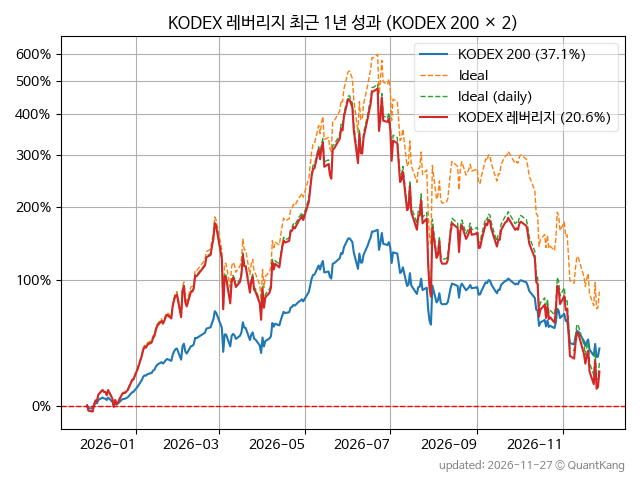 KODEX 레버리지 최근 1년 성과 (KODEX 200 × 2)
KODEX 200 (37.1%)
Ideal
Ideal (daily)
KODEX 레버리지 (20.6%)
600%
500%
400%
300%
200%
100%
0%
2026-01 2026-03 2026-05 2026-07 2026-09 2026-11
updated: 2026-11-27 © QuantKang